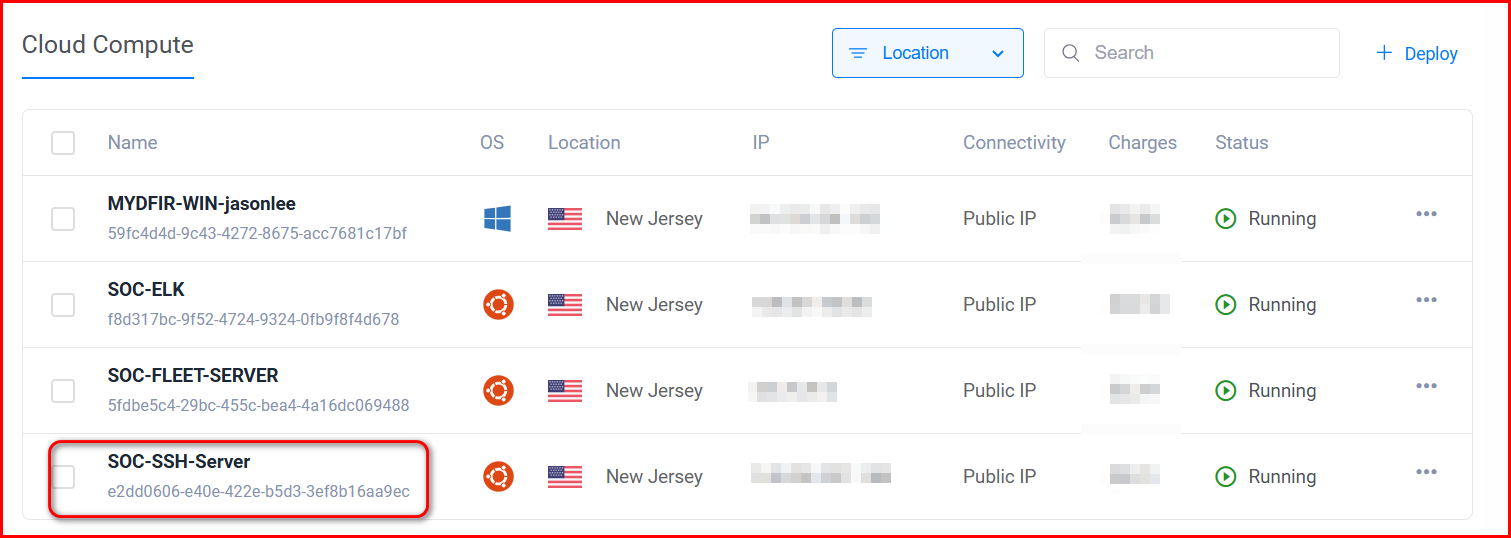 Cloud Compute
Location
Search
Deploy
Name OS Location IP Connectivity Charges Status
MYDFIR-WIN-jasonlee
59fc4d4d-9c43-4272-8675-acc7681c17bf
New Jersey Public IP Running
SOC-ELK
f8d317bc-9f52-4724-9324-0fb9f8f4d678
New Jersey Public IP Running
SOC-FLEET-SERVER
5fdbe5c4-29bc-455c-bea4-4a16dc069488
New Jersey Public IP Running
SOC-SSH-Server
e2dd0606-e40e-422e-b5d3-3ef8b16aa9ec
New Jersey Public IP Running